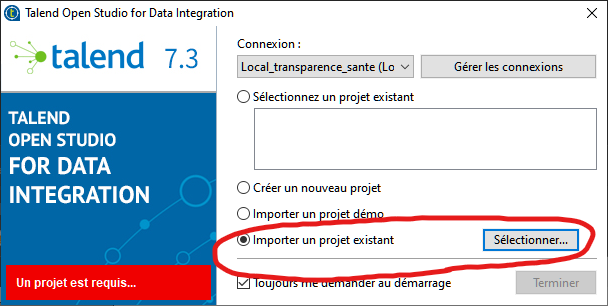 Talend Open Studio for Data Integration
talend 7.3
TALEND
OPEN STUDIO
FOR DATA
INTEGRATION
Un projet est requis...
Connexion :
Local_transparence_sante (Lo
Gérer les connexions
Sélectionnez un projet existant
Créer un nouveau projet
Importer un projet démo
Importer un projet existant
Sélectionner...
Toujours me demander au démarrage
Terminer